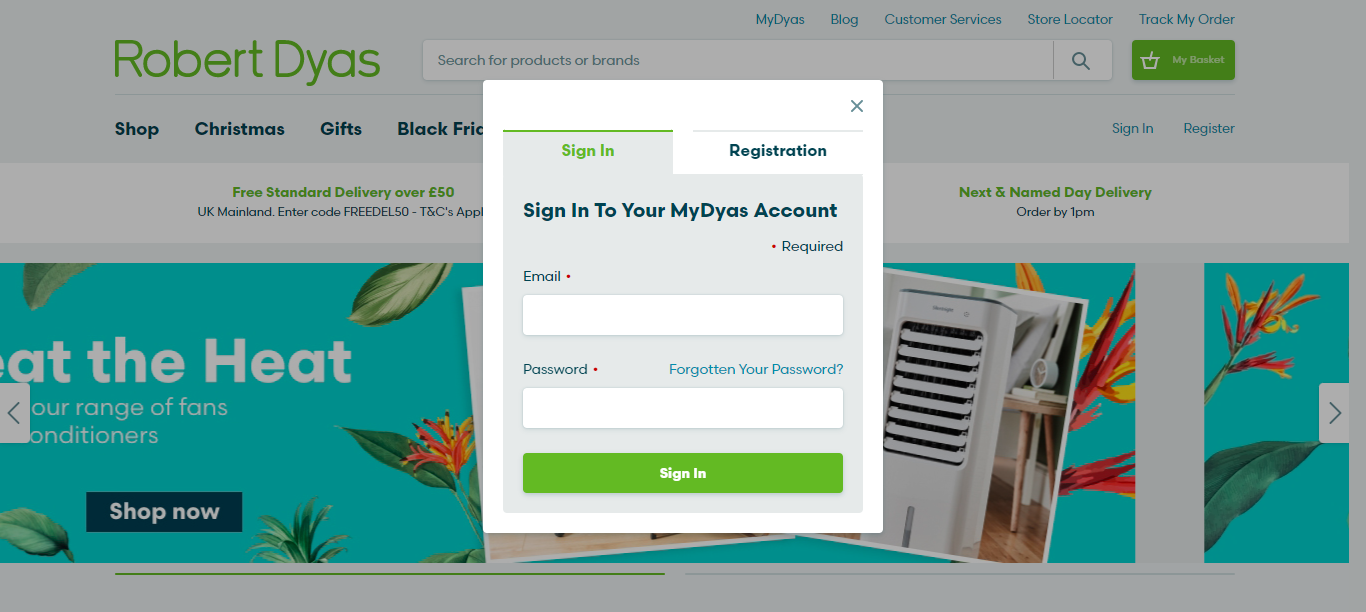 MyDyas Blog Customer Services Store Locator Track My Order
Robert Dyas
Search for products or brands
My Basket
Shop Christmas Gifts Black Frid
Sign In Register
Sign In Registration
Free Standard Delivery over £50
UK Mainland. Enter code FREEDEL50 - T&C's Appl
Next & Named Day Delivery
Order by 1pm
Sign In To Your MyDyas Account
• Required
Email •
Password • Forgotten Your Password?
Sign In
eat the Heat
our range of fans
onditioners
Shop now